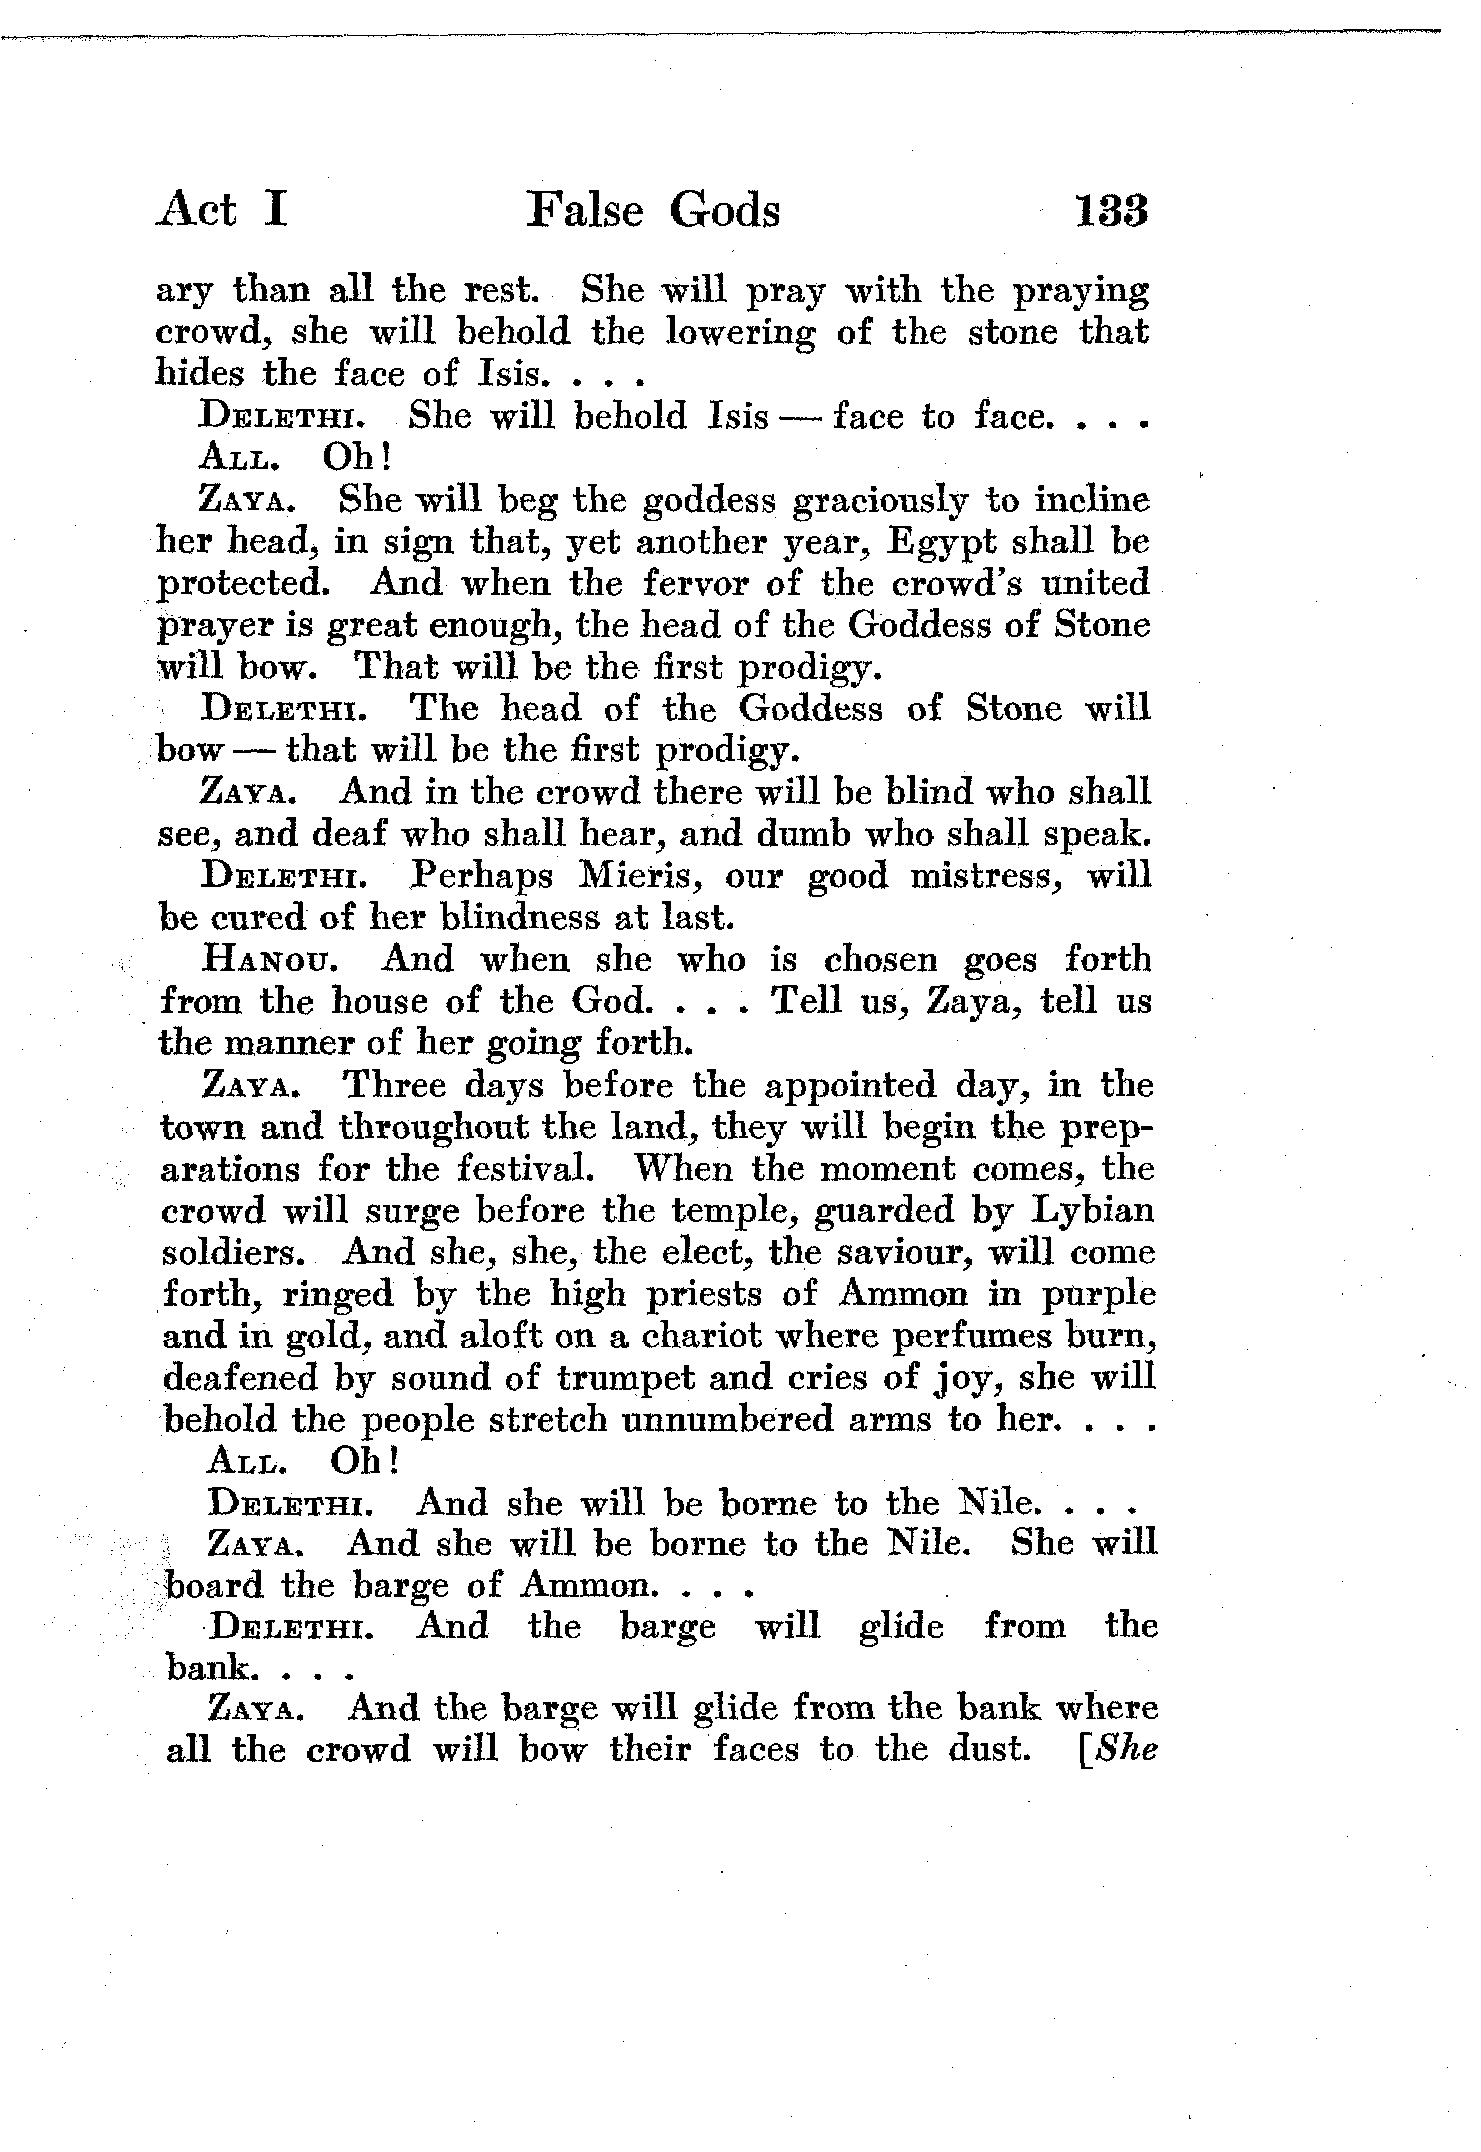 Act I False Gods 133
ary than all the rest. She will pray with the praying
crowd, she will behold the lowering of the stone that
hides the face of Isis. . . .
DELETHI. She will behold Isis — face to face. . . .
ALL. Oh!
ZAYA. She will beg the goddess graciously to incline
her head, in sign that, yet another year, Egypt shall be
protected. And when the fervor of the crowd's united
prayer is great enough, the head of the Goddess of Stone
will bow. That will be the first prodigy.
DELETHI. The head of the Goddess of Stone will
bow — that will be the first prodigy.
ZAYA. And in the crowd there will be blind who shall
see, and deaf who shall hear, and dumb who shall speak.
DELETHI. Perhaps Mieris, our good mistress, will
be cured of her blindness at last.
HANOU. And when she who is chosen goes forth
from the house of the God. . . . Tell us, Zaya, tell us
the manner of her going forth.
ZAYA. Three days before the appointed day, in the
town and throughout the land, they will begin the prep-
arations for the festival. When the moment comes, the
crowd will surge before the temple, guarded by Lybian
soldiers. And she, she, the elect, the saviour, will come
forth, ringed by the high priests of Ammon in purple
and in gold, and aloft on a chariot where perfumes burn,
deafened by sound of trumpet and cries of joy, she will
behold the people stretch unnumbered arms to her. . . .
ALL. Oh!
DELETHI. And she will be borne to the Nile. . . .
ZAYA. And she will be borne to the Nile. She will
board the barge of Ammon. . . .
DELETHI. And the barge will glide from the
bank. . . .
ZAYA. And the barge will glide from the bank where
all the crowd will bow their faces to the dust. [She